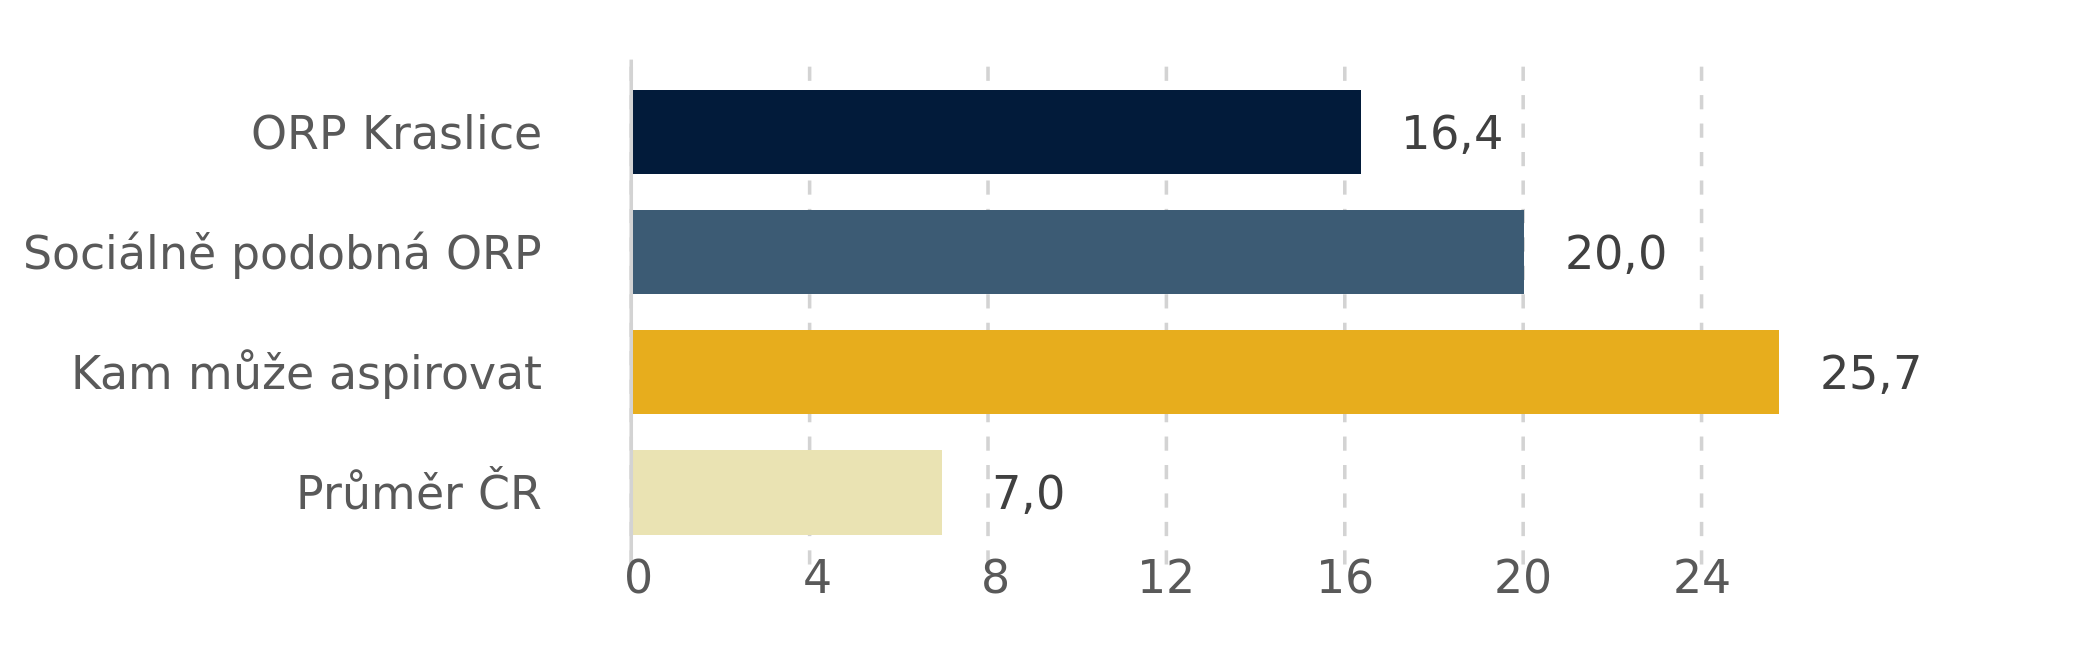 ORP Kraslice 16,4
Sociálně podobná ORP 20,0
Kam může aspirovat 25,7
Průměr ČR 7,0
0 4 8 12 16 20 24